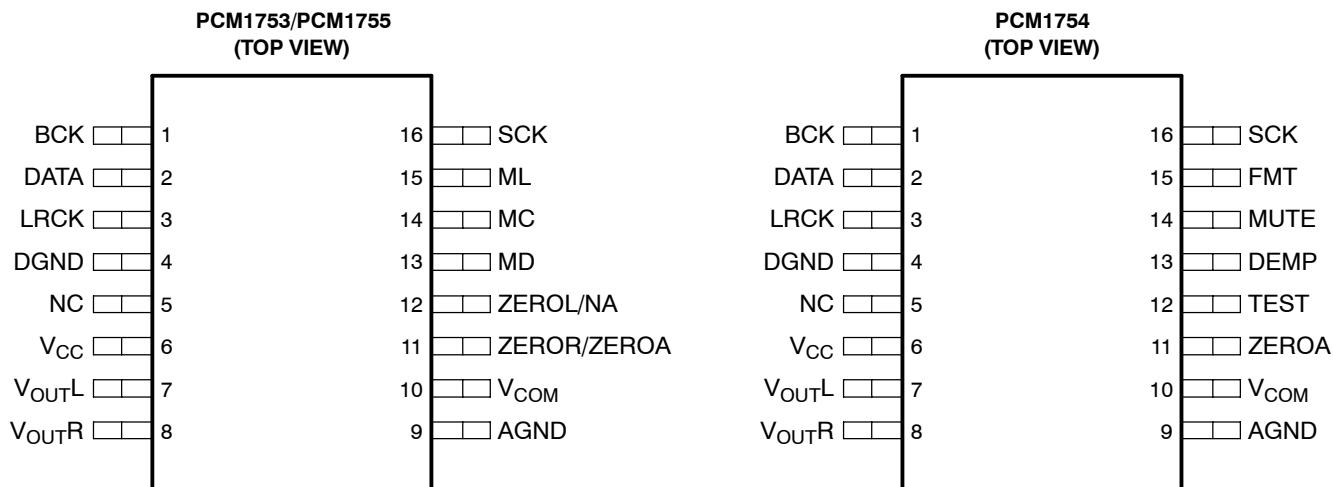 PCM1753/PCM1755
(TOP VIEW)
BCK 1 16 SCK
DATA 2 15 ML
LRCK 3 14 MC
DGND 4 13 MD
NC 5 12 ZEROL/NA
VCC 6 11 ZEROR/ZEROA
VOUTL 7 10 VCOM
VOUTR 8 9 AGND
PCM1754
(TOP VIEW)
BCK 1 16 SCK
DATA 2 15 FMT
LRCK 3 14 MUTE
DGND 4 13 DEMP
NC 5 12 TEST
VCC 6 11 ZEROA
VOUTL 7 10 VCOM
VOUTR 8 9 AGND